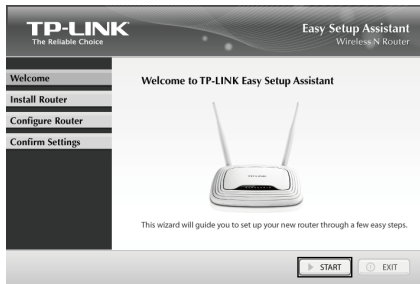 TP-LINK
The Reliable Choice
Easy Setup Assistant
Wireless N Router
Welcome
Install Router
Configure Router
Confirm Settings
Welcome to TP-LINK Easy Setup Assistant
TP-LINK
This wizard will guide you to set up your new router through a few easy steps.
START
EXIT